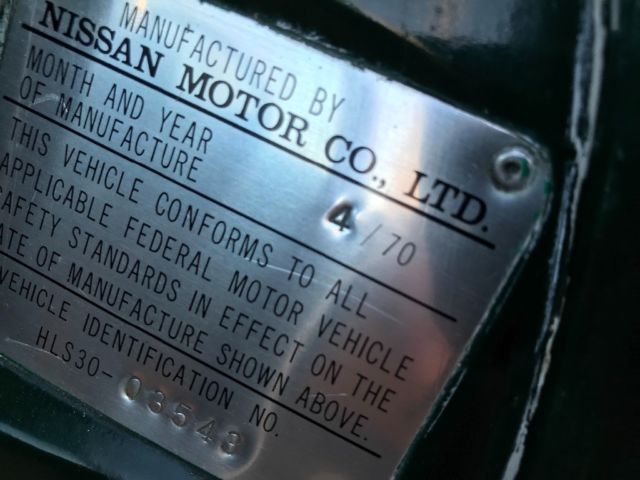 MANUFACTURED BY
NISSAN MOTOR CO., LTD.
MONTH AND YEAR
OF MANUFACTURE 4/70
THIS VEHICLE CONFORMS TO ALL
APPLICABLE FEDERAL MOTOR VEHICLE
SAFETY STANDARDS IN EFFECT ON THE
DATE OF MANUFACTURE SHOWN ABOVE.
VEHICLE IDENTIFICATION NO.
HLS30-03543